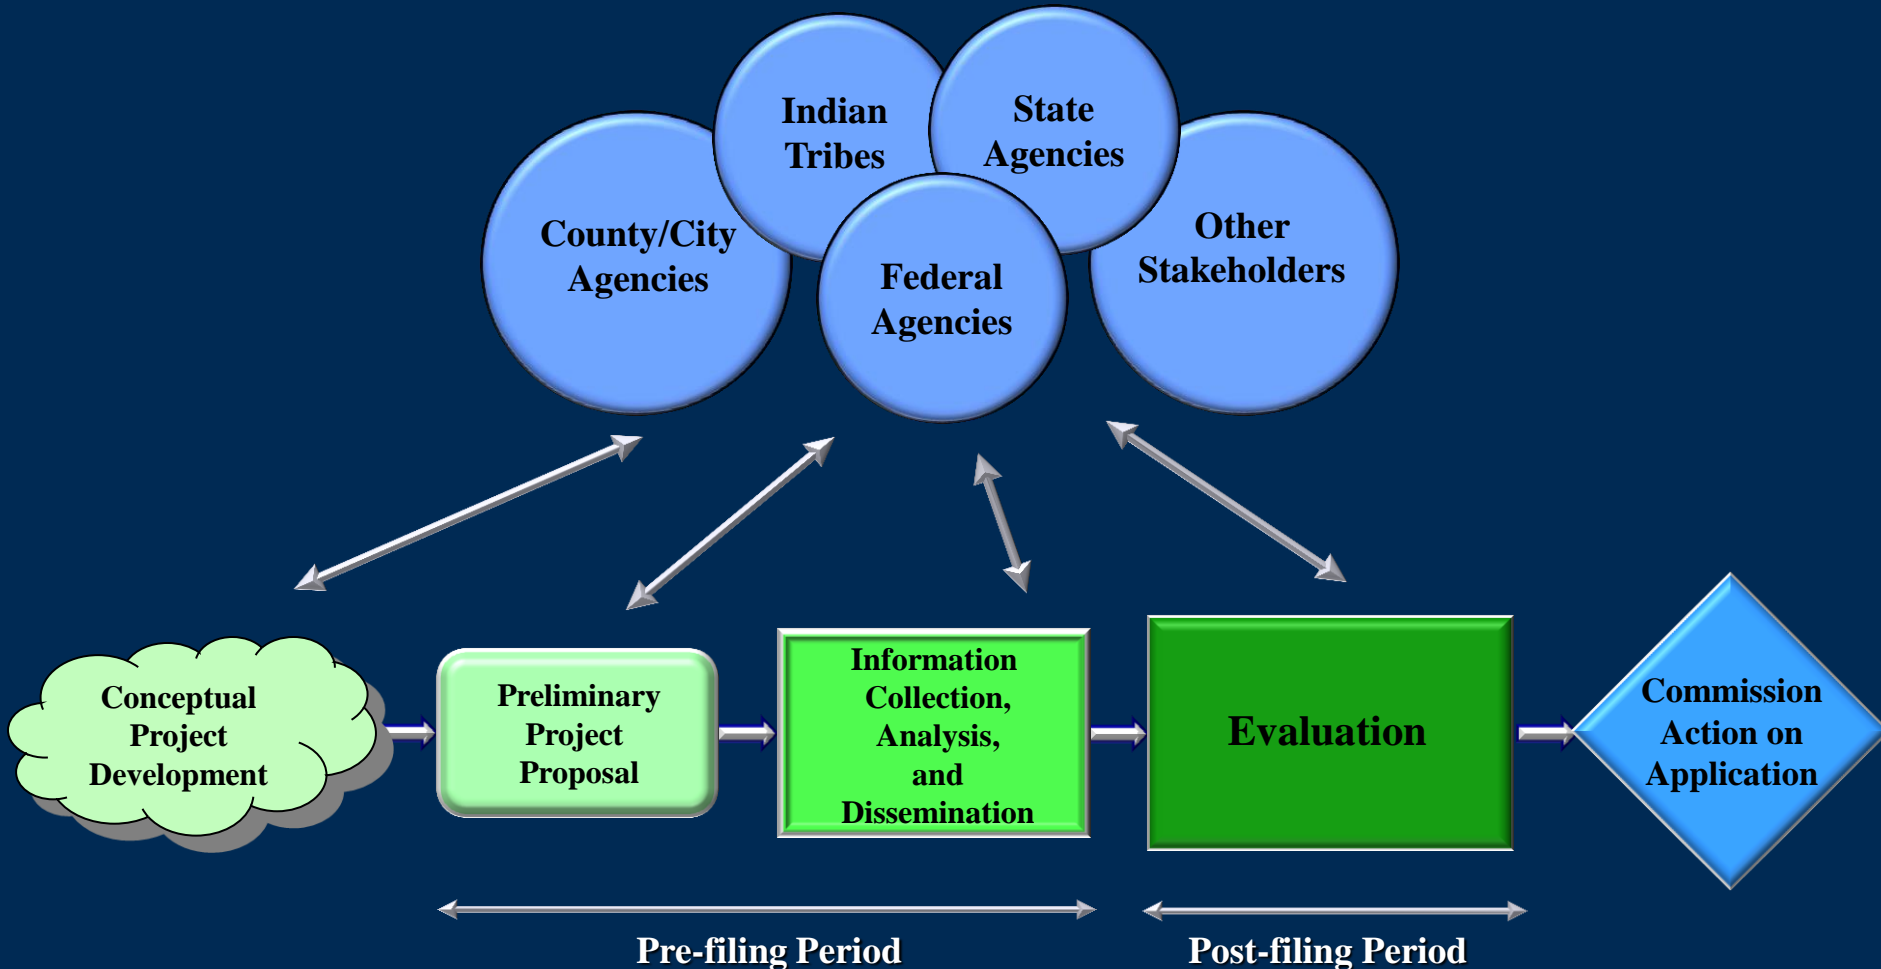 Indian
Tribes
State
Agencies
County/City
Agencies
Federal
Agencies
Other
Stakeholders
Conceptual
Project
Development
Preliminary
Project
Proposal
Information
Collection,
Analysis,
and
Dissemination
Evaluation
Commission
Action on
Application
Pre-filing Period
Post-filing Period